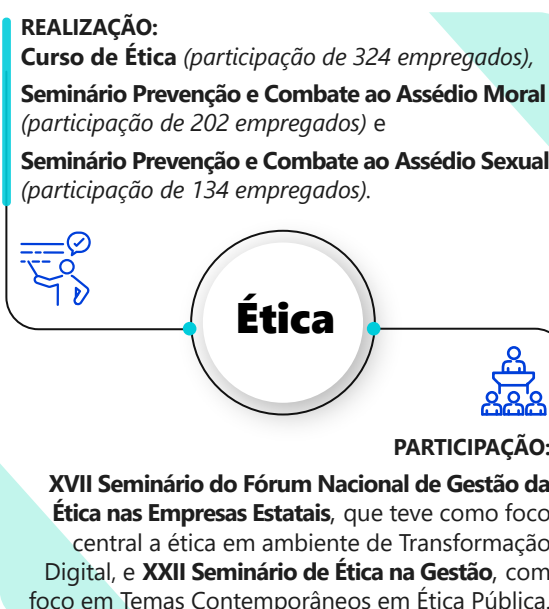 REALIZAÇÃO:
Curso de Ética (participação de 324 empregados),
Seminário Prevenção e Combate ao Assédio Moral
(participação de 202 empregados) e
Seminário Prevenção e Combate ao Assédio Sexual
(participação de 134 empregados).
Ética
PARTICIPAÇÃO:
XVII Seminário do Fórum Nacional de Gestão da
Ética nas Empresas Estatais, que teve como foco
central a ética em ambiente de Transformação
Digital, e XXII Seminário de Ética na Gestão, com
foco em Temas Contemporâneos em Ética Pública.